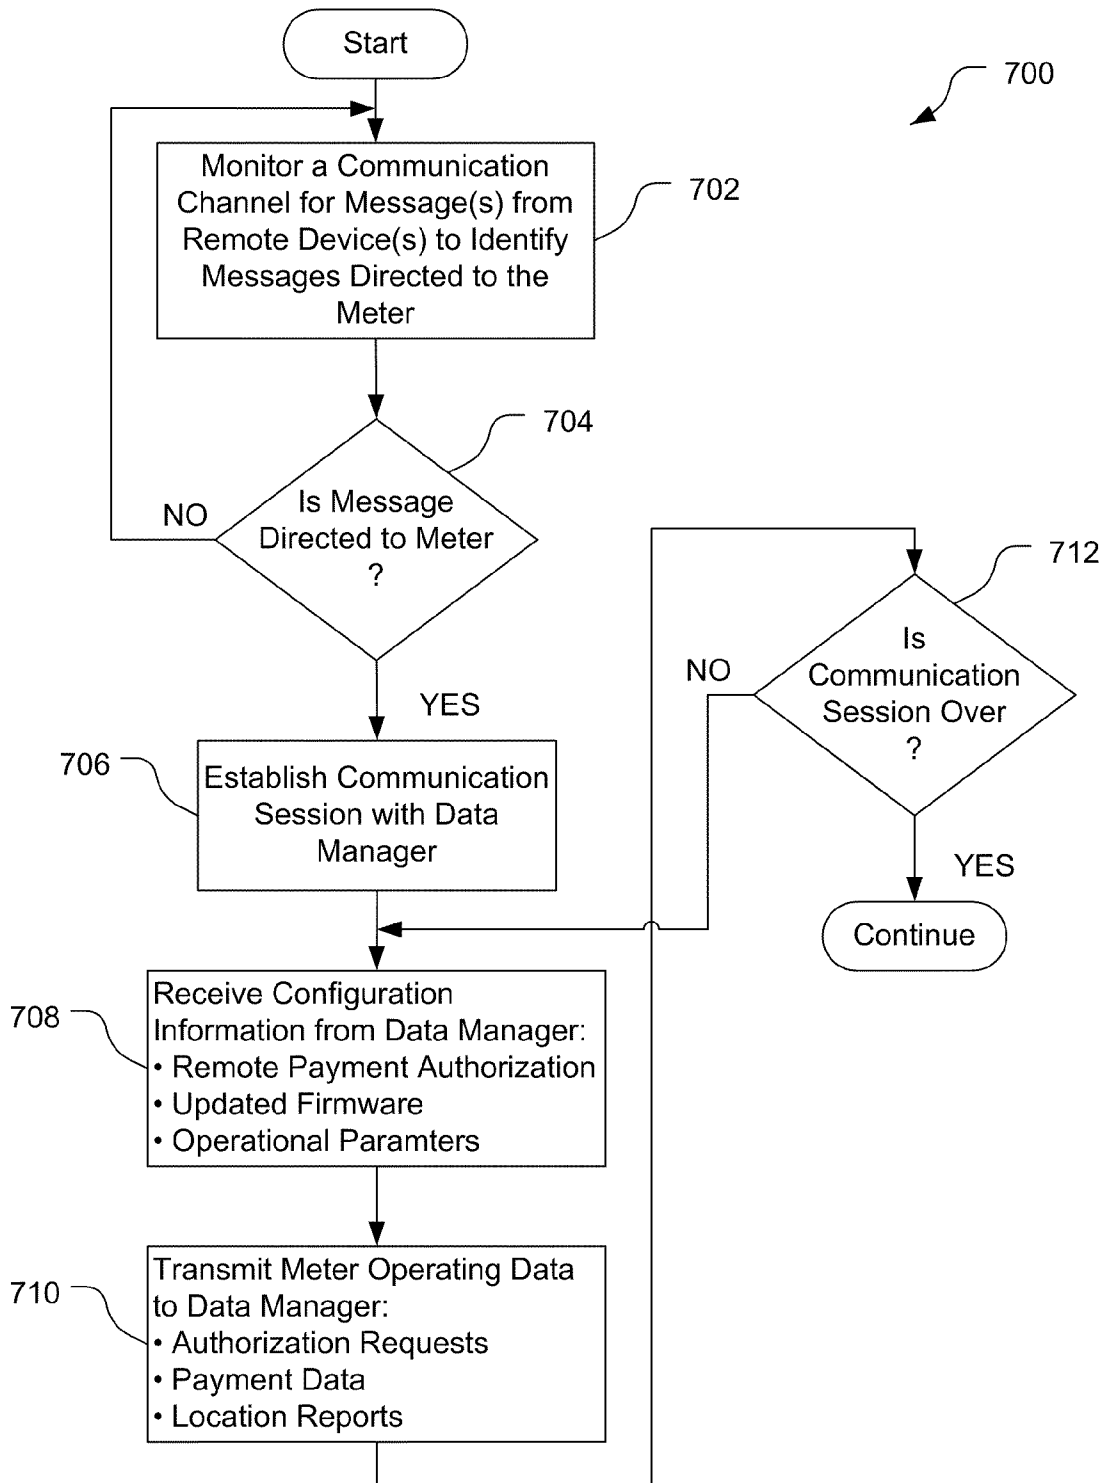 Start
700
Monitor a Communication
Channel for Message(s) from
Remote Device(s) to Identify
Messages Directed to the
Meter
702
704
Is Message
Directed to Meter
?
NO
YES
706
Establish Communication
Session with Data
Manager
708
Receive Configuration
Information from Data Manager:
• Remote Payment Authorization
• Updated Firmware
• Operational Paramters
710
Transmit Meter Operating Data
to Data Manager:
• Authorization Requests
• Payment Data
• Location Reports
712
Is
Communication
Session Over
?
NO
YES
Continue